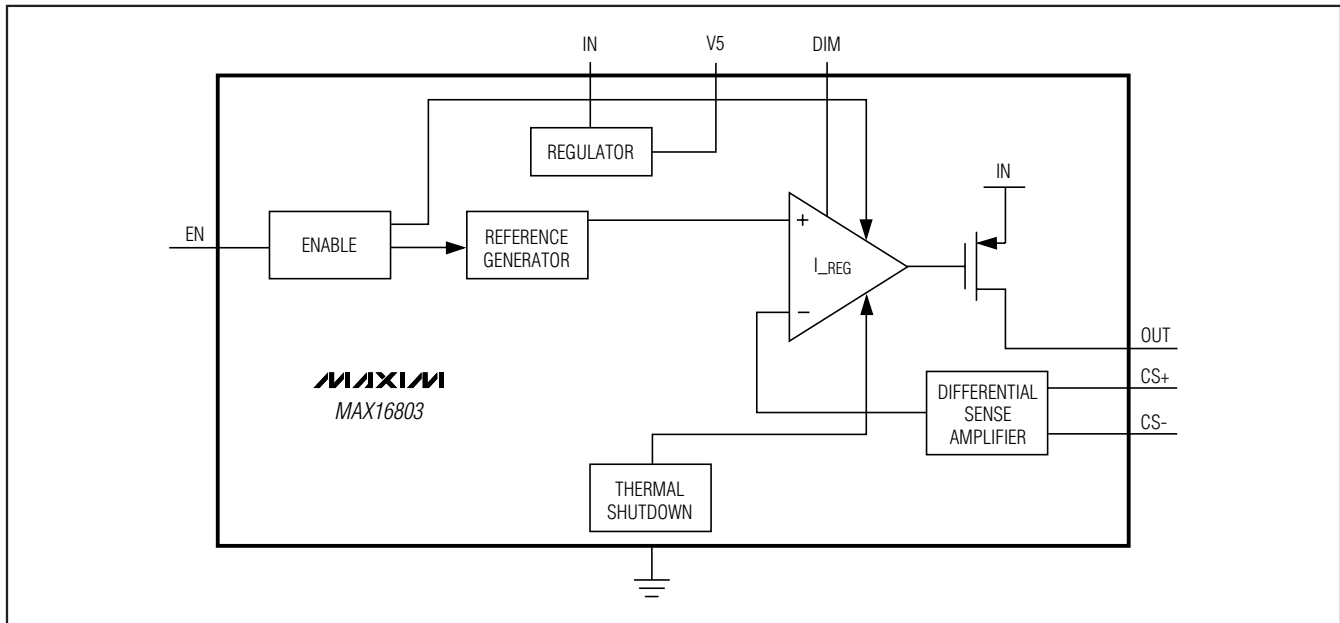 IN
V5
DIM
REGULATOR
IN
EN
ENABLE
REFERENCE
GENERATOR
+
I_REG
−
OUT
CS+
CS-
DIFFERENTIAL
SENSE
AMPLIFIER
MAXIM
MAX16803
THERMAL
SHUTDOWN